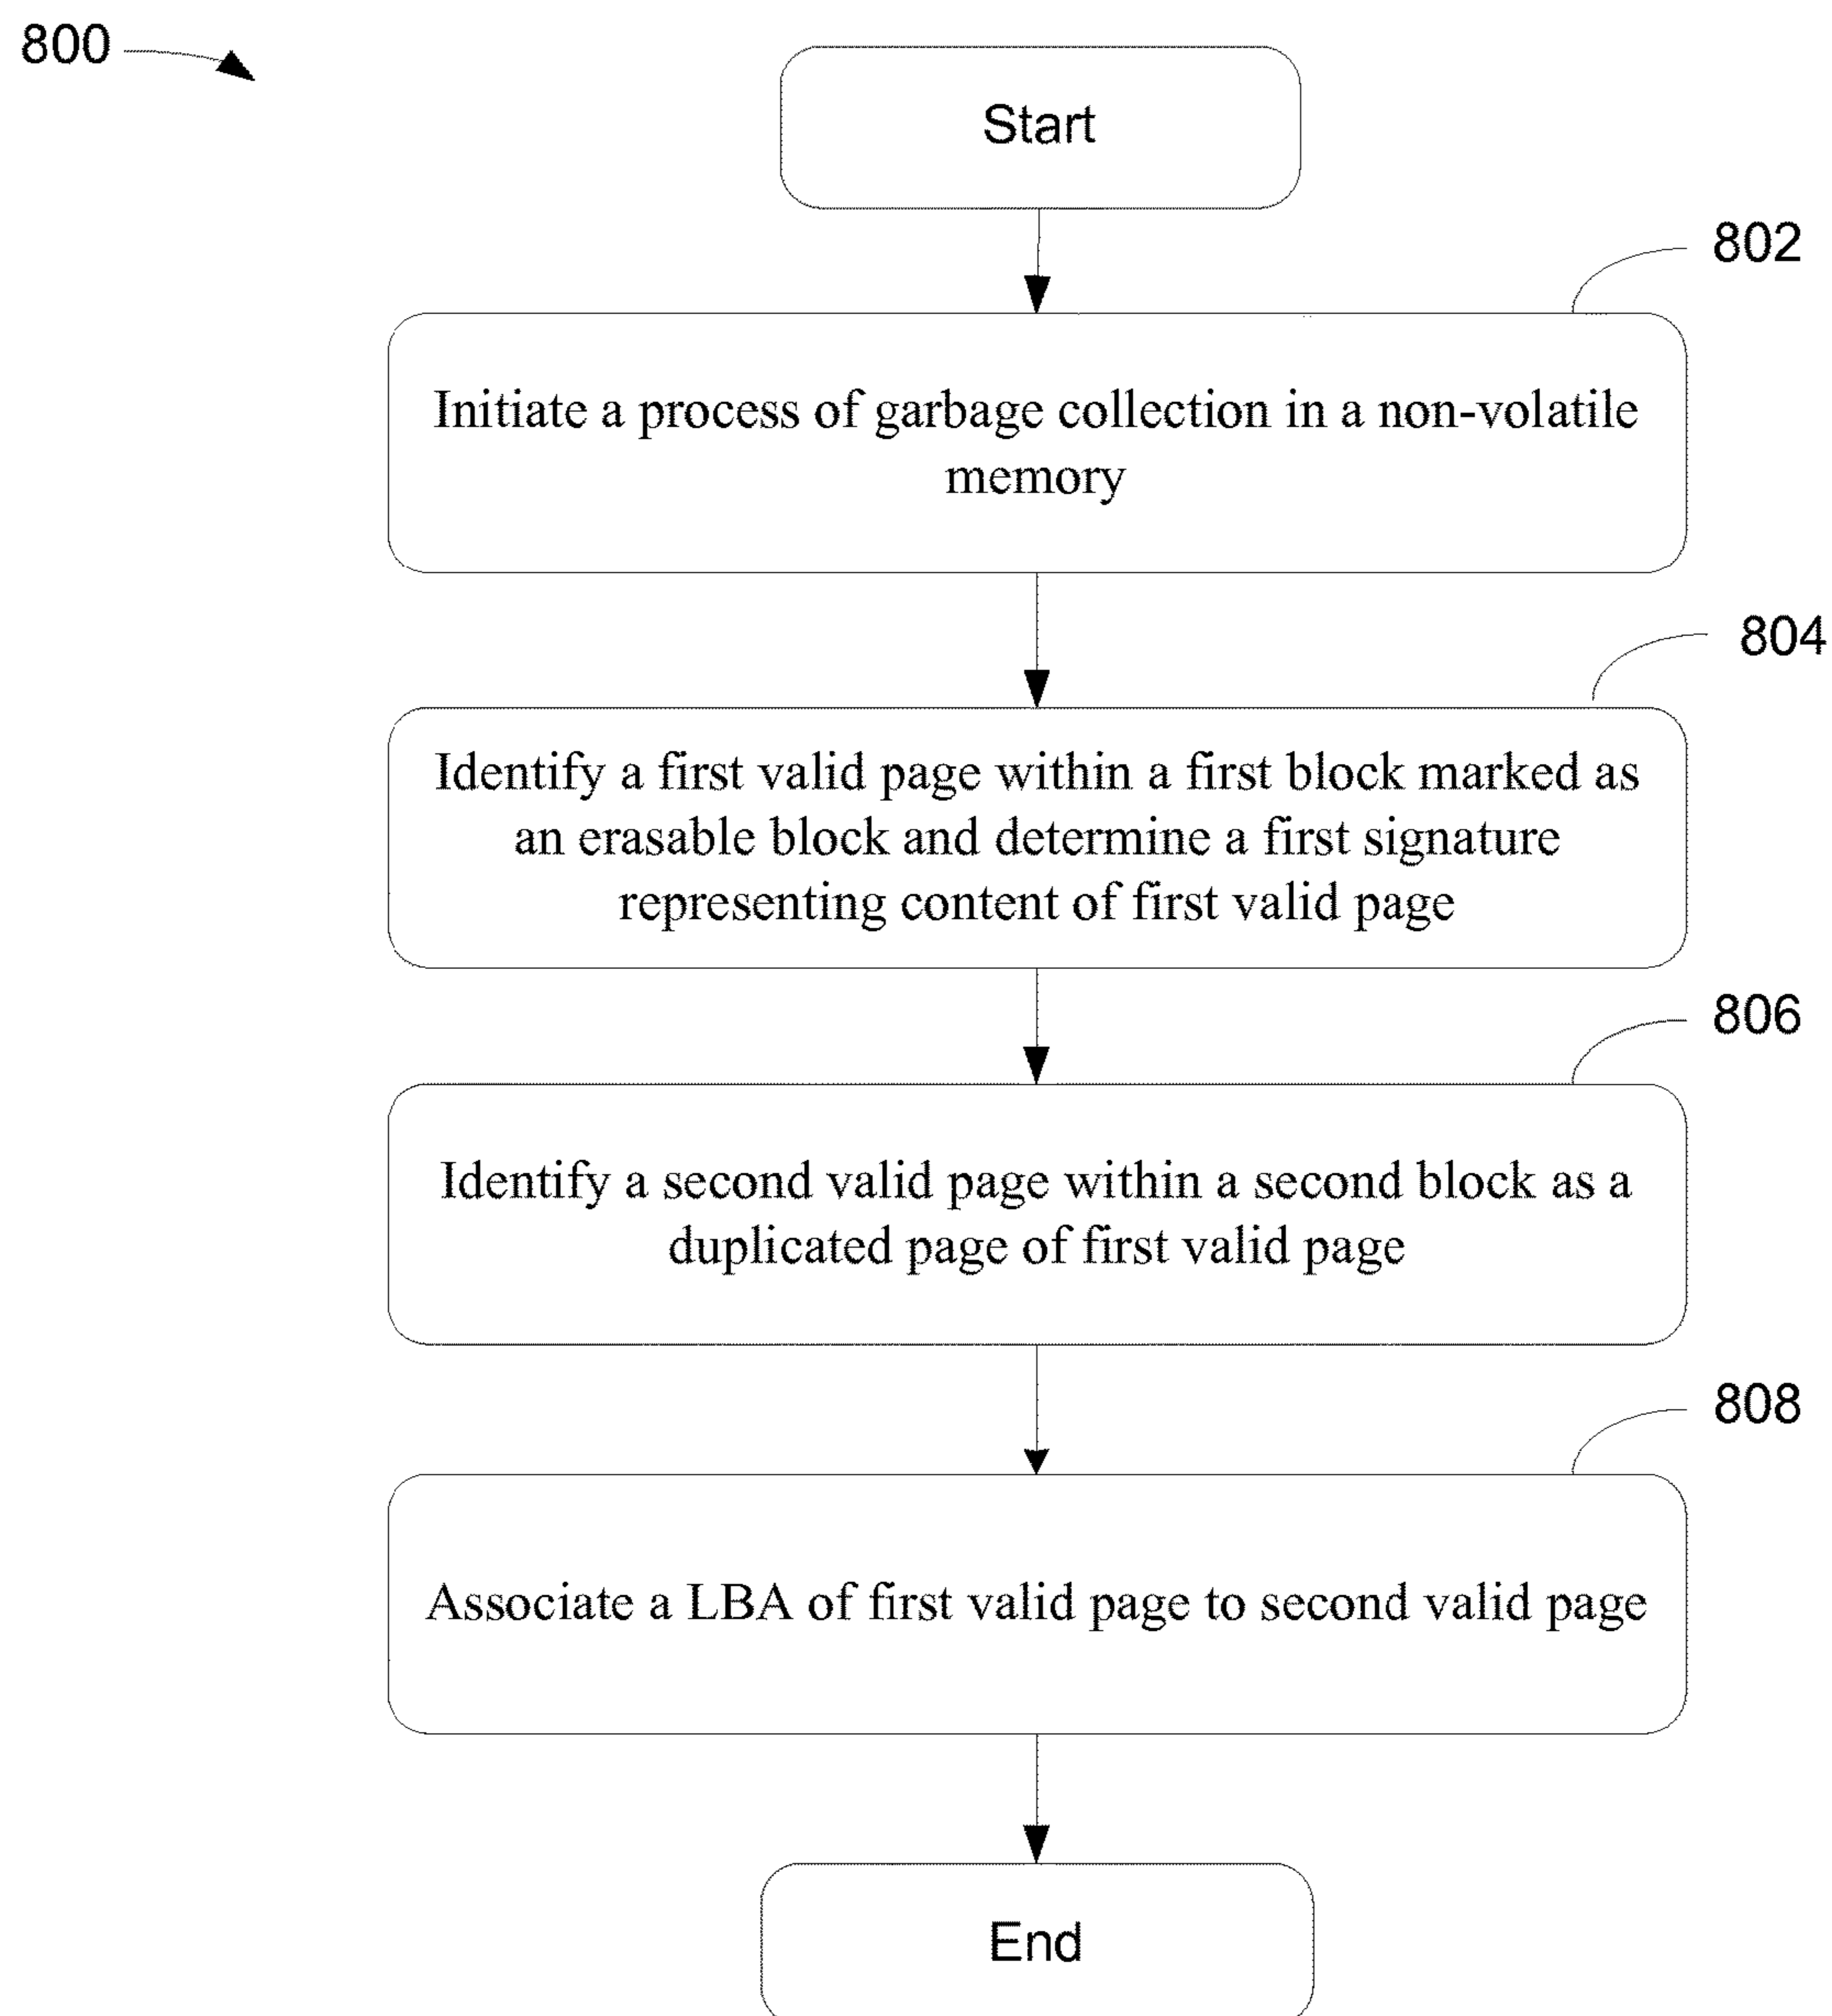 800
Start
802
Initiate a process of garbage collection in a non-volatile
memory
804
Identify a first valid page within a first block marked as
an erasable block and determine a first signature
representing content of first valid page
806
Identify a second valid page within a second block as a
duplicated page of first valid page
808
Associate a LBA of first valid page to second valid page
End